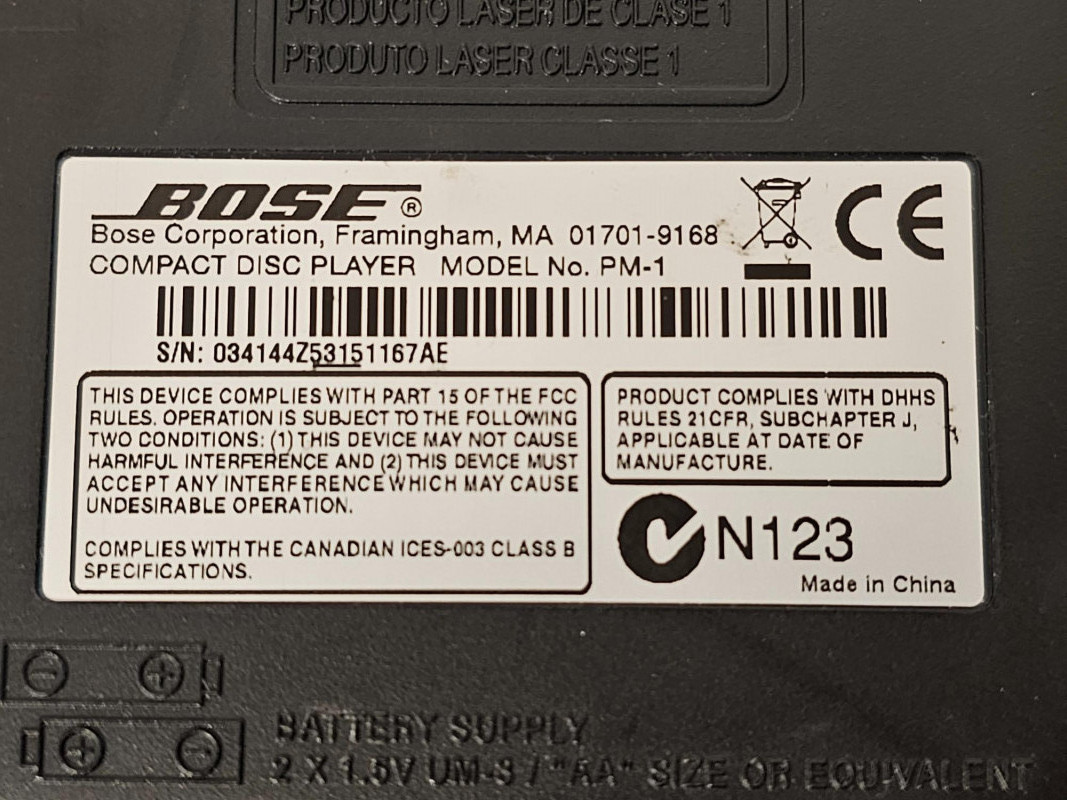 PRODUCTO LASER DE CLASE 1
PRODUTO LASER CLASSE 1
BOSE®
Bose Corporation, Framingham, MA 01701-9168
COMPACT DISC PLAYER MODEL No. PM-1
CE
S/N: 034144Z53151167AE
THIS DEVICE COMPLIES WITH PART 15 OF THE FCC
RULES. OPERATION IS SUBJECT TO THE FOLLOWING
TWO CONDITIONS: (1) THIS DEVICE MAY NOT CAUSE
HARMFUL INTERFERENCE AND (2) THIS DEVICE MUST
ACCEPT ANY INTERFERENCE WHICH MAY CAUSE
UNDESIRABLE OPERATION.
COMPLIES WITH THE CANADIAN ICES-003 CLASS B
SPECIFICATIONS.
PRODUCT COMPLIES WITH DHHS
RULES 21CFR, SUBCHAPTER J,
APPLICABLE AT DATE OF
MANUFACTURE.
N123
Made in China
BATTERY SUPPLY
2 X 1.5V UM-3 / "AA" SIZE OR EQUIVALENT